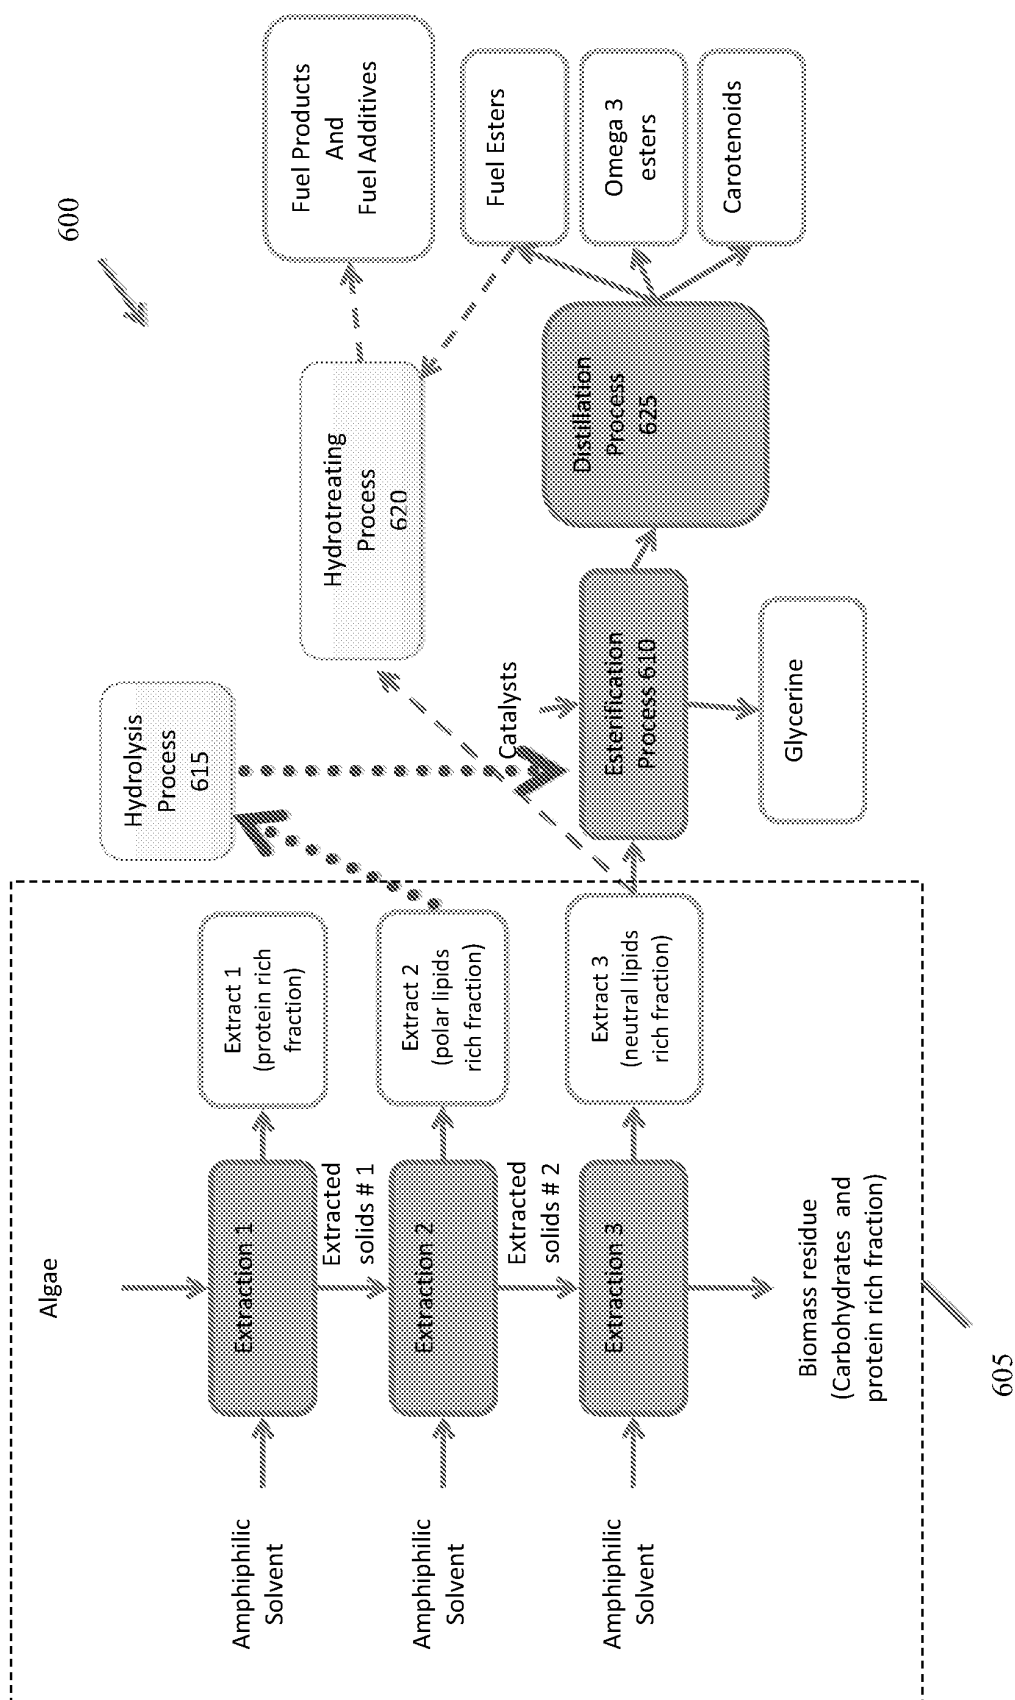 600
Algae
Amphiphilic
Solvent
Extraction 1
Extract 1
(protein rich
fraction)
Extracted
solids # 1
Amphiphilic
Solvent
Extraction 2
Extract 2
(polar lipids
rich fraction)
Extracted
solids # 2
Amphiphilic
Solvent
Extraction 3
Extract 3
(neutral lipids
rich fraction)
Biomass residue
(Carbohydrates and
protein rich fraction)
605
Hydrolysis
Process
615
Catalysts
Esterification
Process 610
Glycerine
Hydrotreating
Process
620
Distillation
Process
625
Fuel Products
And
Fuel Additives
Fuel Esters
Omega 3
esters
Carotenoids